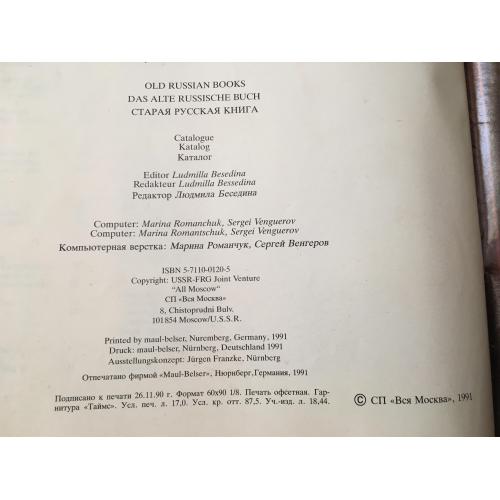 OLD RUSSIAN BOOKS
DAS ALTE RUSSISCHE BUCH
СТАРАЯ РУССКАЯ КНИГА
Catalogue
Katalog
Каталог
Editor Ludmilla Besedina
Redakteur Ludmilla Bessedina
Редактор Людмила Беседина
Computer: Marina Romanchuk, Sergei Venguerov
Computer: Marina Romantschuk, Sergei Venguerov
Компьютерная верстка: Марина Романчук, Сергей Венгеров
ISBN 5-7110-0120-5
Copyright: USSR-FRG Joint Venture
"All Moscow"
СП «Вся Москва»
8, Chistoprudni Bulv.
101854 Moscow/U.S.S.R.
Printed by maul-belser, Nuremberg, Germany, 1991
Druck: maul-belser, Nürnberg, Deutschland 1991
Ausstellungskonzept: Jürgen Franzke, Nürnberg
Отпечатано фирмой «Maul-Belser», Нюрнберг,Германия, 1991
Подписано к печати 26.11.90 г. Формат 60x90 1/8. Печать офсетная. Гар-
нитура «Таймс». Усл. печ. л. 17,0. Усл. кр. отт. 87,5. Уч.-изд. л. 18,44.
© СП «Вся Москва», 1991